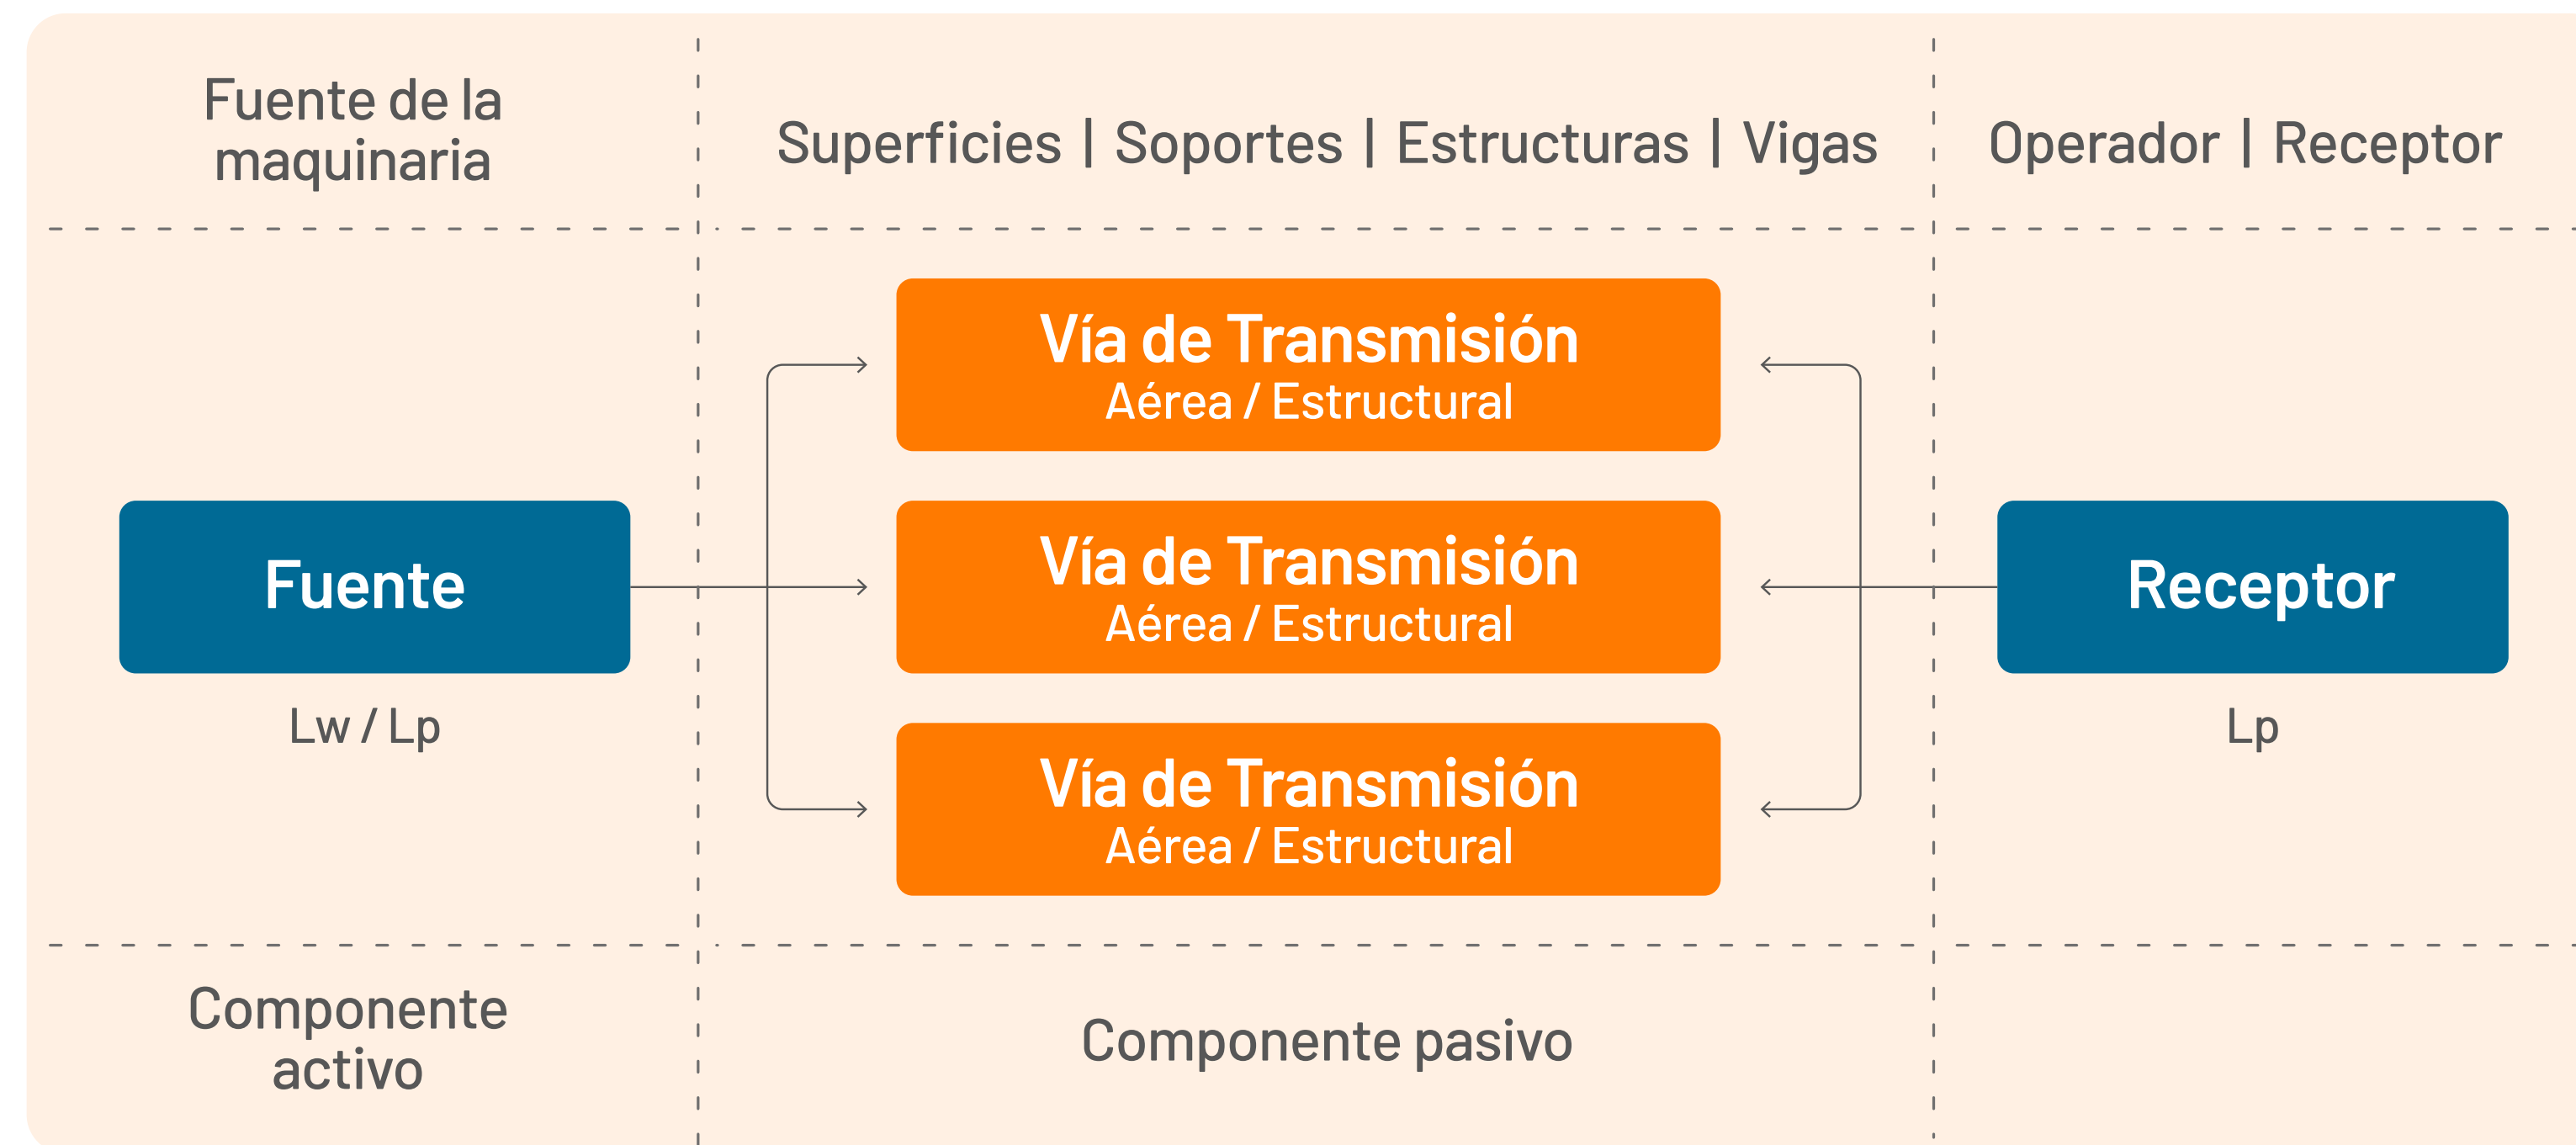 Fuente de la
maquinaria
Superficies | Soportes | Estructuras | Vigas
Operador | Receptor
Vía de Transmisión
Aérea / Estructural
Fuente
Vía de Transmisión
Aérea / Estructural
Receptor
Lw / Lp
Lp
Vía de Transmisión
Aérea / Estructural
Componente
activo
Componente pasivo